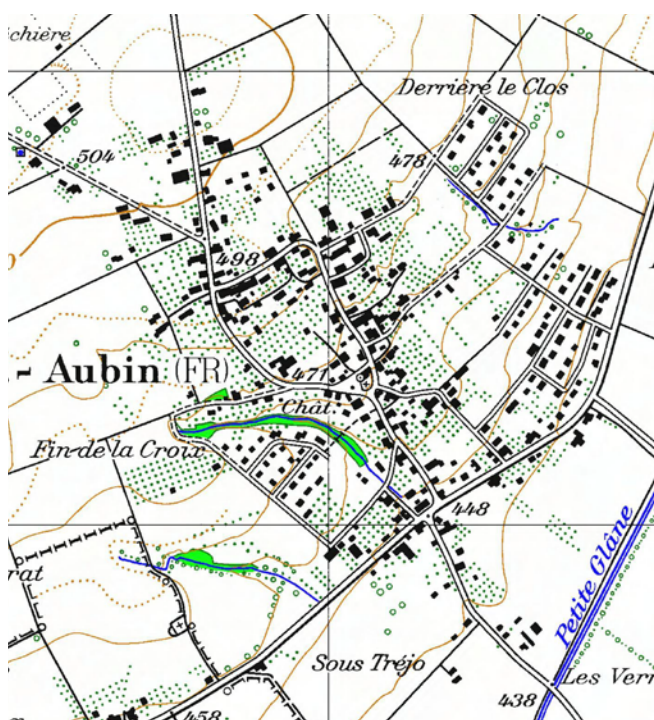 chière
Derrière le Clos
504
478
498
- Aubin (FR)
471
Chât
Fin de la Croix
448
Petite Glâne
rat
Sous Tréjo
Les Verr
438
458